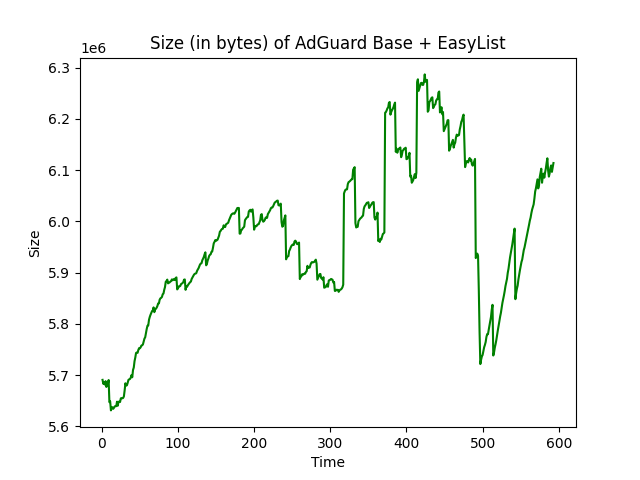 Size (in bytes) of AdGuard Base + EasyList
1e6
6.3
6.2
6.1
6.0
5.9
5.8
5.7
5.6
Size
0 100 200 300 400 500 600
Time